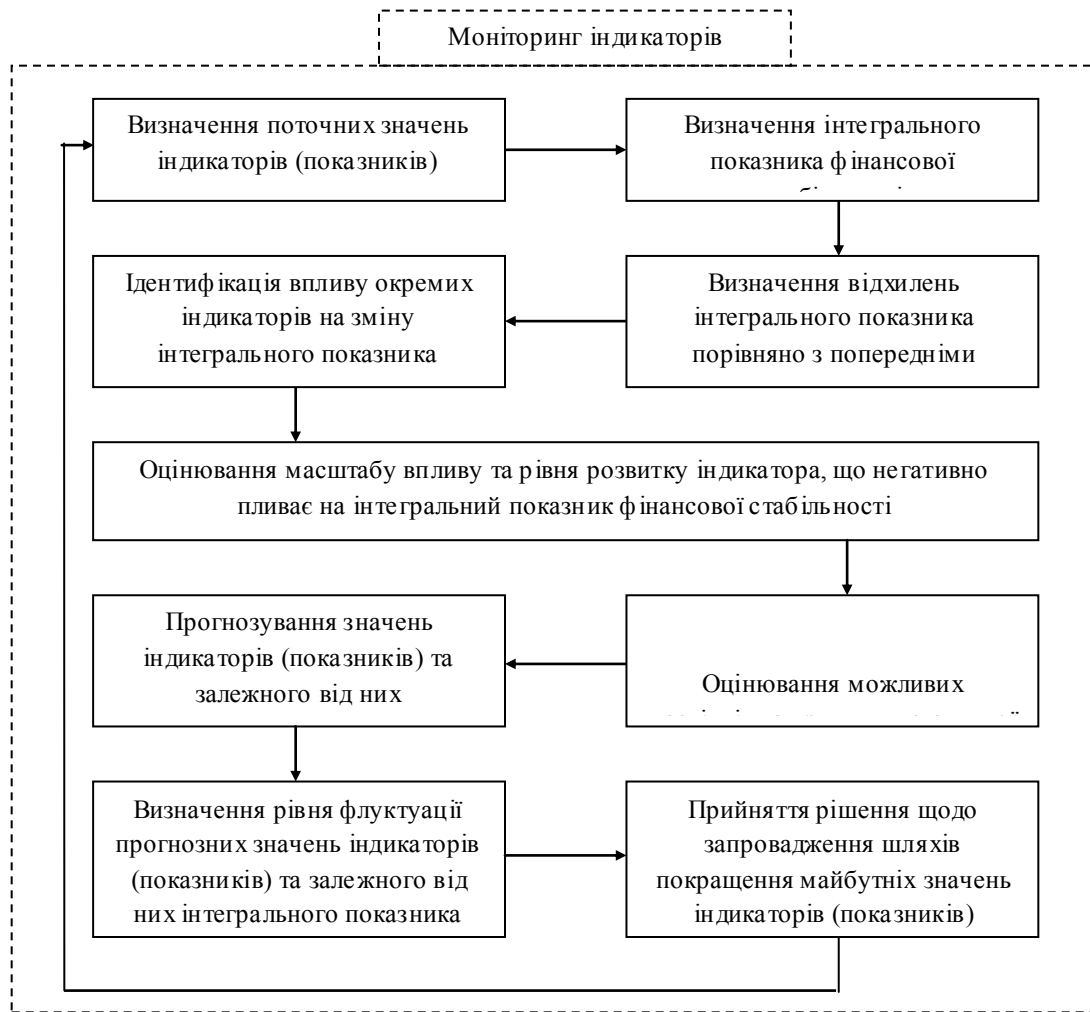 Моніторинг індикаторів
Визначення поточних значень
індикаторів (показників)
Визначення інтегрального
показника фінансової
Ідентифікація впливу окремих
індикаторів на зміну
інтегрального показника
Визначення відхилень
інтегрального показника
порівняно з попередніми
Оцінювання масштабу впливу та рівня розвитку індикатора, що негативно
пливає на інтегральний показник фінансової стабільності
Прогнозування значень
індикаторів (показників) та
залежного від них
Оцінювання можливих
Визначення рівня флуктуації
прогнозних значень індикаторів
(показників) та залежного від
них інтегрального показника
Прийняття рішення щодо
запровадження шляхів
покращення майбутніх значень
індикаторів (показників)